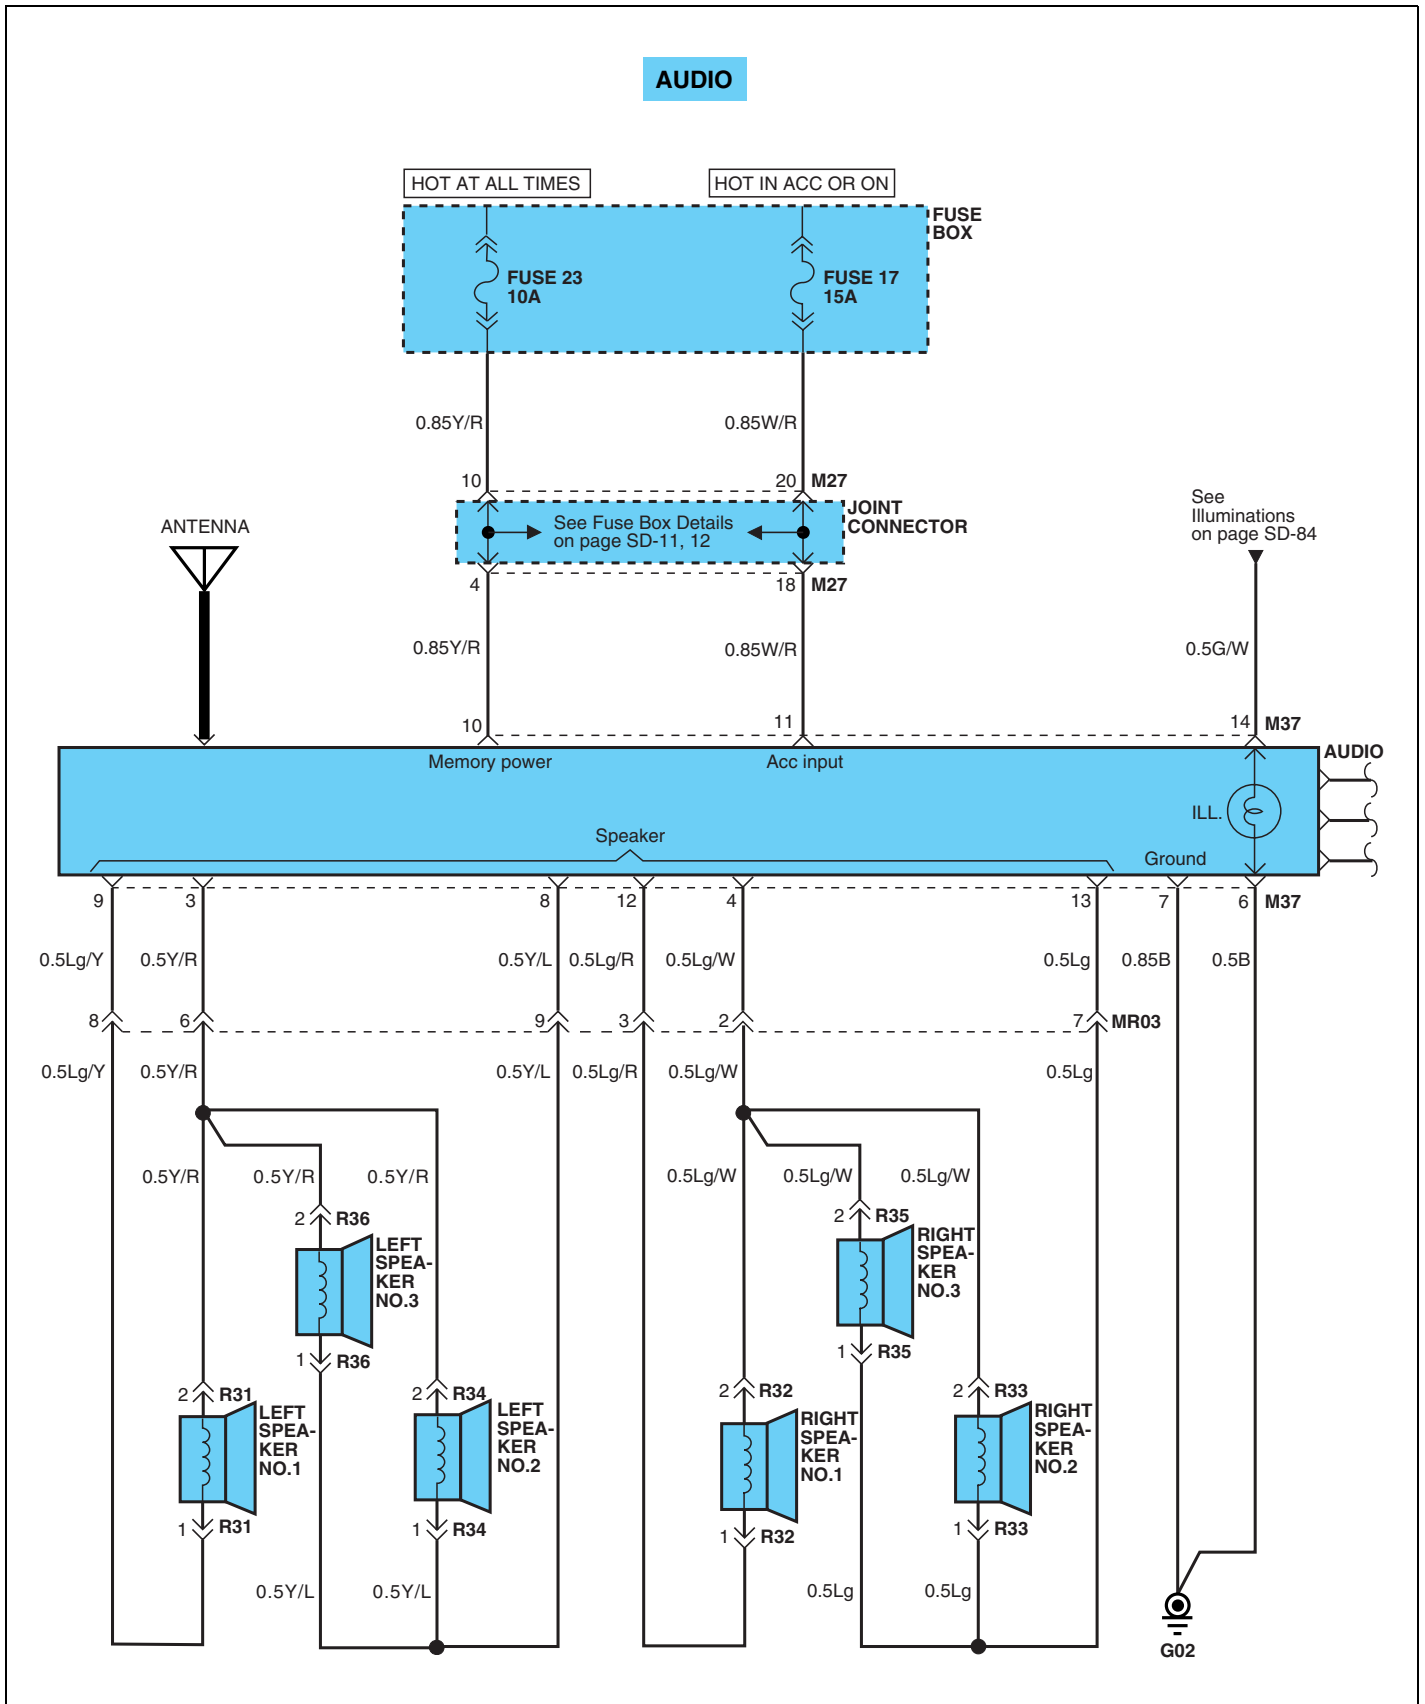 AUDIO
HOT AT ALL TIMES
HOT IN ACC OR ON
FUSE
BOX
FUSE 23
10A
FUSE 17
15A
0.85Y/R
0.85W/R
10
20
M27
JOINT
CONNECTOR
See Fuse Box Details
on page SD-11, 12
4
18
M27
See
Illuminations
on page SD-84
ANTENNA
0.85Y/R
0.85W/R
0.5G/W
10
11
14
M37
Memory power
Acc input
AUDIO
ILL.
Speaker
Ground
9
3
8
12
4
13
7
6
M37
0.5Lg/Y
0.5Y/R
0.5Y/L
0.5Lg/R
0.5Lg/W
0.5Lg
0.85B
0.5B
8
6
9
3
2
7
MR03
0.5Lg/Y
0.5Y/R
0.5Y/L
0.5Lg/R
0.5Lg/W
0.5Lg
0.5Y/R
0.5Y/R
0.5Y/R
0.5Lg/W
0.5Lg/W
0.5Lg/W
2
R36
LEFT
SPEA-
KER
NO.3
1
R36
2
R35
RIGHT
SPEA-
KER
NO.3
1
R35
2
R31
LEFT
SPEA-
KER
NO.1
1
R31
2
R34
LEFT
SPEA-
KER
NO.2
1
R34
2
R32
RIGHT
SPEA-
KER
NO.1
1
R32
2
R33
RIGHT
SPEA-
KER
NO.2
1
R33
0.5Y/L
0.5Y/L
0.5Lg
0.5Lg
G02